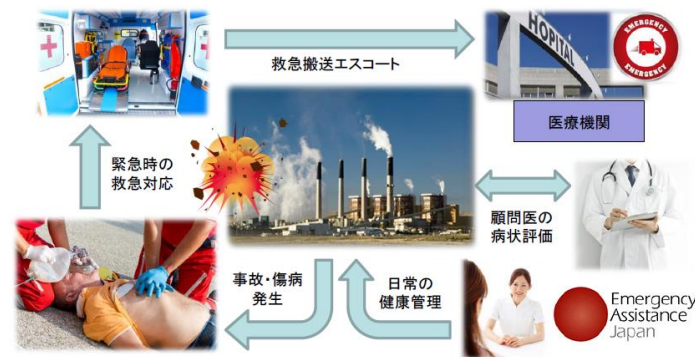 HOPITAL
EMERGENCY
EMERGENCY
救急搬送エスコート
医療機関
緊急時の
救急対応
顧問医の
病状評価
事故・傷病
発生
日常の
健康管理
Emergency
Assistance
Japan